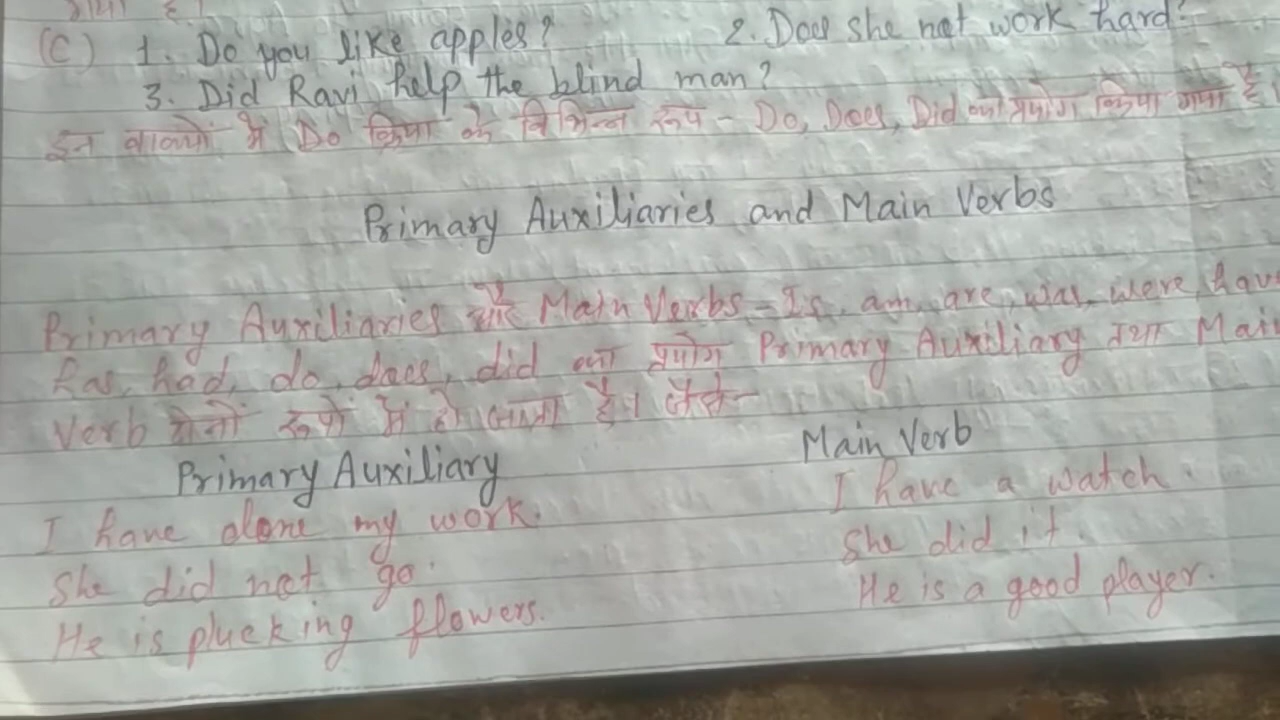 गया है।
(C) 1. Do you like apples? 2. Does she not work hard?
3. Did Ravi help the blind man?
इन वाक्यों में Do क्रिया के विभिन्न रूप - Do, Does, Did का प्रयोग किया गया है।
Primary Auxiliaries and Main Verbs
Primary Auxiliaries और Main Verbs - Is, am, are, was, were, have
has, had, do, does, did का प्रयोग Primary Auxiliary तथा Main
Verb दोनों रूपों में हो जाता है। जैसे-
Primary Auxiliary Main Verb
I have done my work. I have a watch.
She did not go. She did it.
He is plucking flowers. He is a good player.